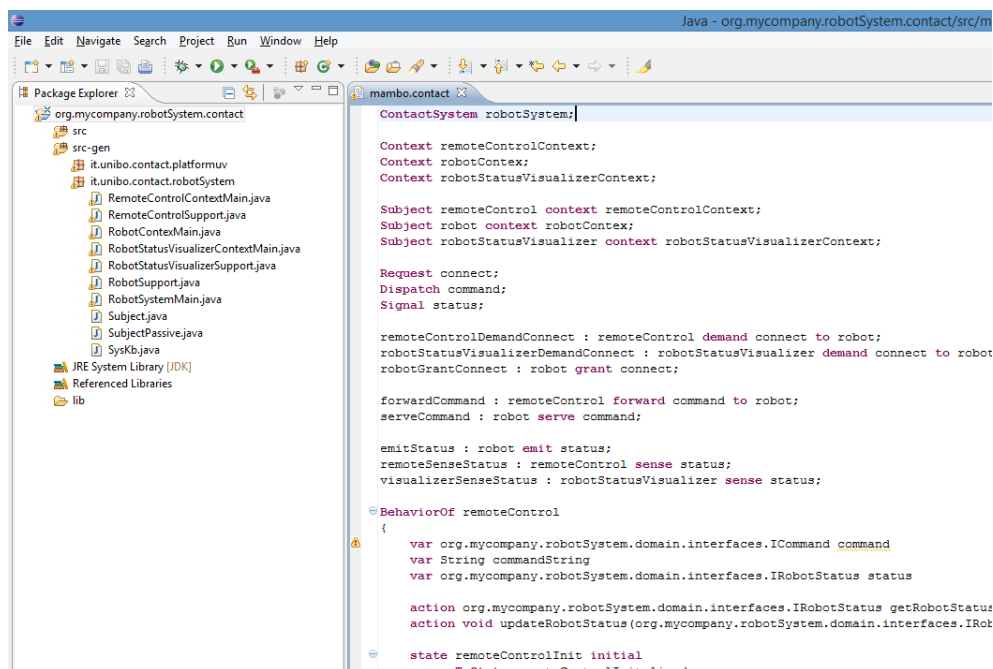 Java - org.mycompany.robotSystem.contact/src/m
File Edit Navigate Search Project Run Window Help
Package Explorer
org.mycompany.robotSystem.contact
src
src-gen
it.unibo.contact.platformuv
it.unibo.contact.robotSystem
RemoteControlContextMain.java
RemoteControlSupport.java
RobotContexMain.java
RobotStatusVisualizerContextMain.java
RobotStatusVisualizerSupport.java
RobotSupport.java
RobotSystemMain.java
Subject.java
SubjectPassive.java
SysKb.java
JRE System Library [JDK]
Referenced Libraries
lib
mambo.contact
ContactSystem robotSystem;
Context remoteControlContext;
Context robotContex;
Context robotStatusVisualizerContext;
Subject remoteControl context remoteControlContext;
Subject robot context robotContex;
Subject robotStatusVisualizer context robotStatusVisualizerContext;
Request connect;
Dispatch command;
Signal status;
remoteControlDemandConnect : remoteControl demand connect to robot;
robotStatusVisualizerDemandConnect : robotStatusVisualizer demand connect to robot
robotGrantConnect : robot grant connect;
forwardCommand : remoteControl forward command to robot;
serveCommand : robot serve command;
emitStatus : robot emit status;
remoteSenseStatus : remoteControl sense status;
visualizerSenseStatus : robotStatusVisualizer sense status;
BehaviorOf remoteControl
{
var org.mycompany.robotSystem.domain.interfaces.ICommand command
var String commandString
var org.mycompany.robotSystem.domain.interfaces.IRobotStatus status
action org.mycompany.robotSystem.domain.interfaces.IRobotStatus getRobotStatus
action void updateRobotStatus(org.mycompany.robotSystem.domain.interfaces.IRob
state remoteControlInit initial